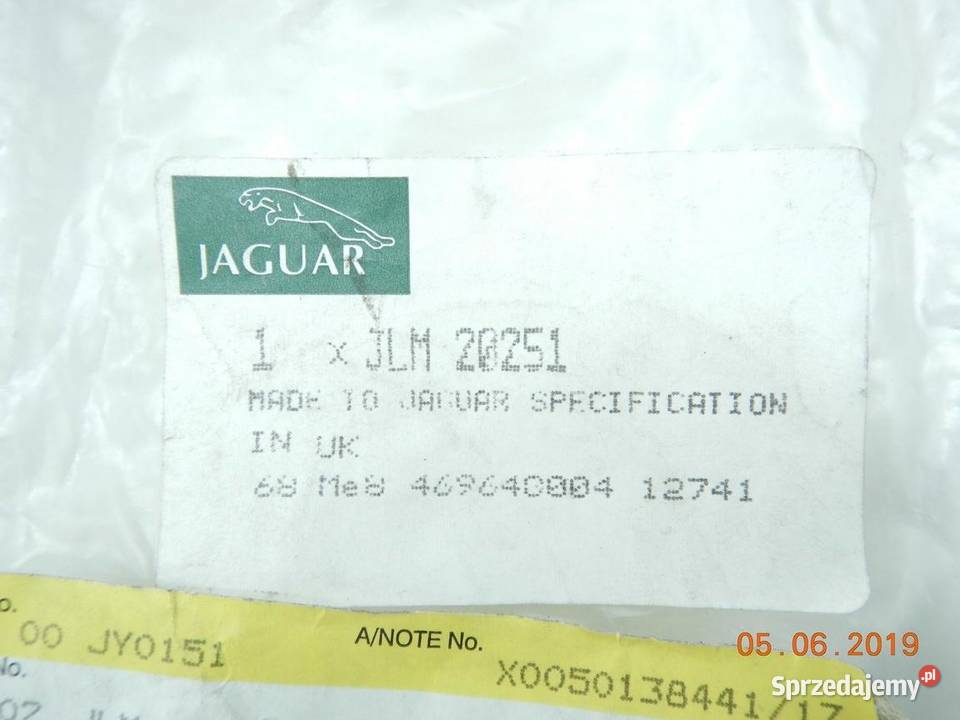 JAGUAR
1 x JLM 20251
MADE TO JAGUAR SPECIFICATION
IN UK
68 Me8 469640004 12741
o.
00 JY0151
A/NOTE No.
X0050138441/17
No.
05.06.2019
Sprzedajemy.pl